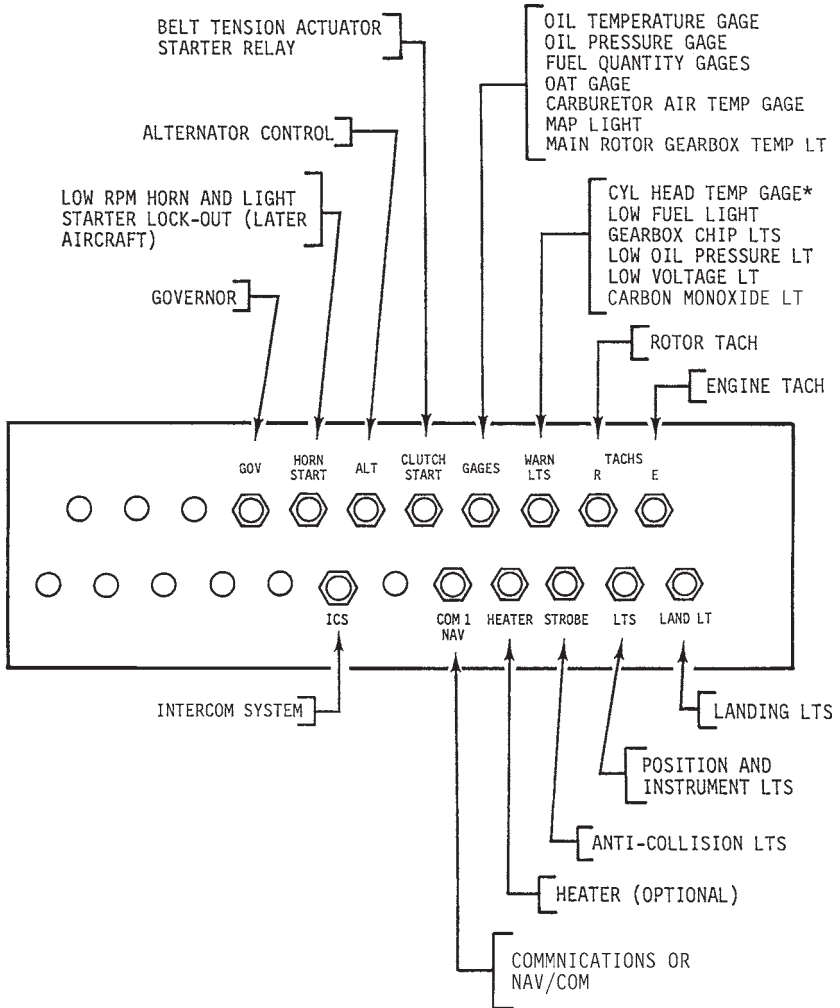 BELT TENSION ACTUATOR
STARTER RELAY
OIL TEMPERATURE GAGE
OIL PRESSURE GAGE
FUEL QUANTITY GAGES
OAT GAGE
CARBURETOR AIR TEMP GAGE
MAP LIGHT
MAIN ROTOR GEARBOX TEMP LT
ALTERNATOR CONTROL
LOW RPM HORN AND LIGHT
STARTER LOCK-OUT (LATER
AIRCRAFT)
CYL HEAD TEMP GAGE*
LOW FUEL LIGHT
GEARBOX CHIP LTS
LOW OIL PRESSURE LT
LOW VOLTAGE LT
CARBON MONOXIDE LT
GOVERNOR
ROTOR TACH
ENGINE TACH
GOV
HORN
START
ALT
CLUTCH
START
GAGES
WARN
LTS
TACHS
R E
ICS
COM 1
NAV
HEATER
STROBE
LTS
LAND LT
INTERCOM SYSTEM
LANDING LTS
POSITION AND
INSTRUMENT LTS
ANTI-COLLISION LTS
HEATER (OPTIONAL)
COMMNICATIONS OR
NAV/COM